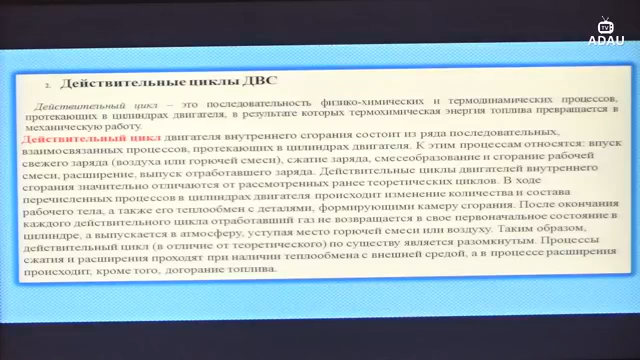 TV
ADAU
2. Действительные циклы ДВС
Действительный цикл – это последовательность физико-химических и термодинамических процессов,
протекающих в цилиндрах двигателя, в результате которых термохимическая энергия топлива превращается в
механическую работу.
Действительный цикл двигателя внутреннего сгорания состоит из ряда последовательных,
взаимосвязанных процессов, протекающих в цилиндрах двигателя. К этим процессам относятся: впуск
свежего заряда (воздуха или горючей смеси), сжатие заряда, смесеобразование и сгорание рабочей
смеси, расширение, выпуск отработавшего заряда. Действительные циклы двигателей внутреннего
сгорания значительно отличаются от рассмотренных ранее теоретических циклов. В ходе
перечисленных процессов в цилиндрах двигателя происходит изменение количества и состава
рабочего тела, а также его теплообмен с деталями, формирующими камеру сгорания. После окончания
каждого действительного цикла отработавший газ не возвращается в свое первоначальное состояние в
цилиндре, а выпускается в атмосферу, уступая место горючей смеси или воздуху. Таким образом,
действительный цикл (в отличие от теоретического) по существу является разомкнутым. Процессы
сжатия и расширения проходят при наличии теплообмена с внешней средой, а в процессе расширения
происходит, кроме того, догорание топлива.